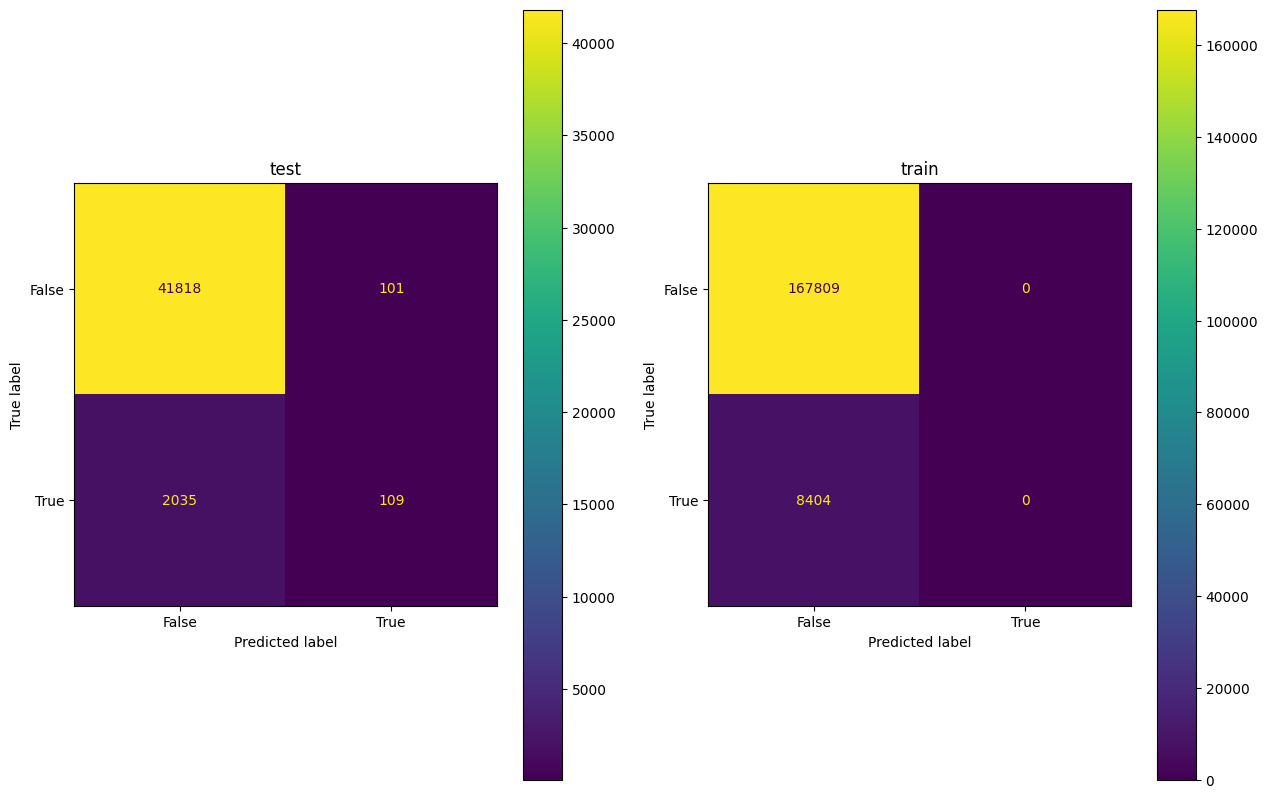 test
True label
False
True
41818
101
2035
109
False
True
Predicted label
40000
35000
30000
25000
20000
15000
10000
5000
train
True label
False
True
167809
0
8404
0
False
True
Predicted label
160000
140000
120000
100000
80000
60000
40000
20000
0